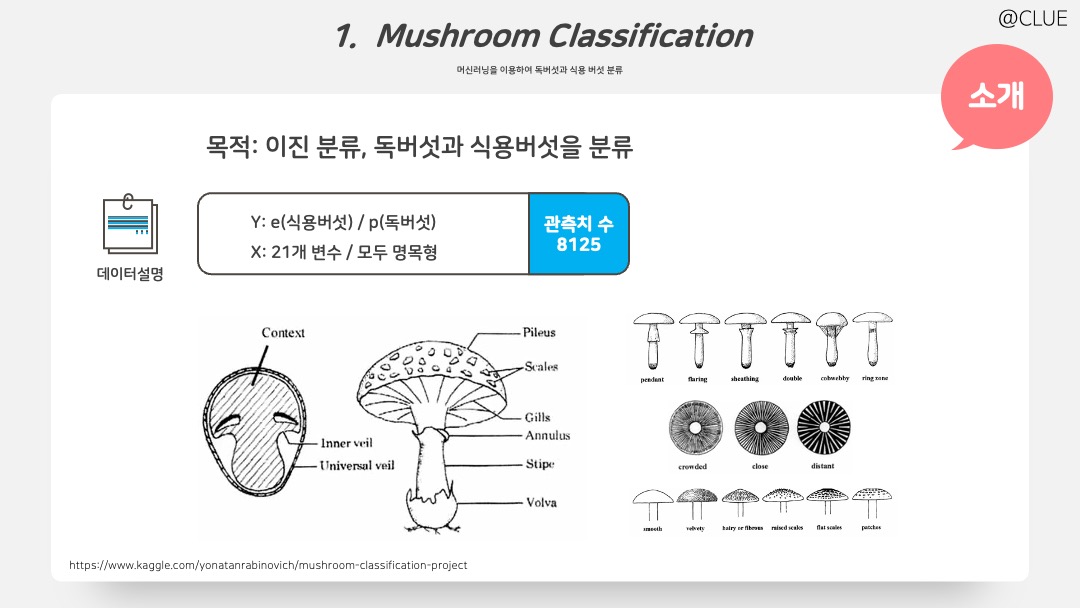 @CLUE
1. Mushroom Classification
머신러닝을 이용하여 독버섯과 식용 버섯 분류
소개
목적: 이진 분류, 독버섯과 식용버섯을 분류
Y: e(식용버섯) / p(독버섯)
X: 21개 변수 / 모두 명목형
관측치 수
8125
데이터설명
Context
Inner veil
Universal veil
Pileus
Scales
Gills
Annulus
Stipe
Volva
pendant flaring sheathing double cobwebby ring zone
crowded close distant
smooth velvety hairy or fibrous raised scales flat scales patches
https://www.kaggle.com/yonatanrabinovich/mushroom-classification-project